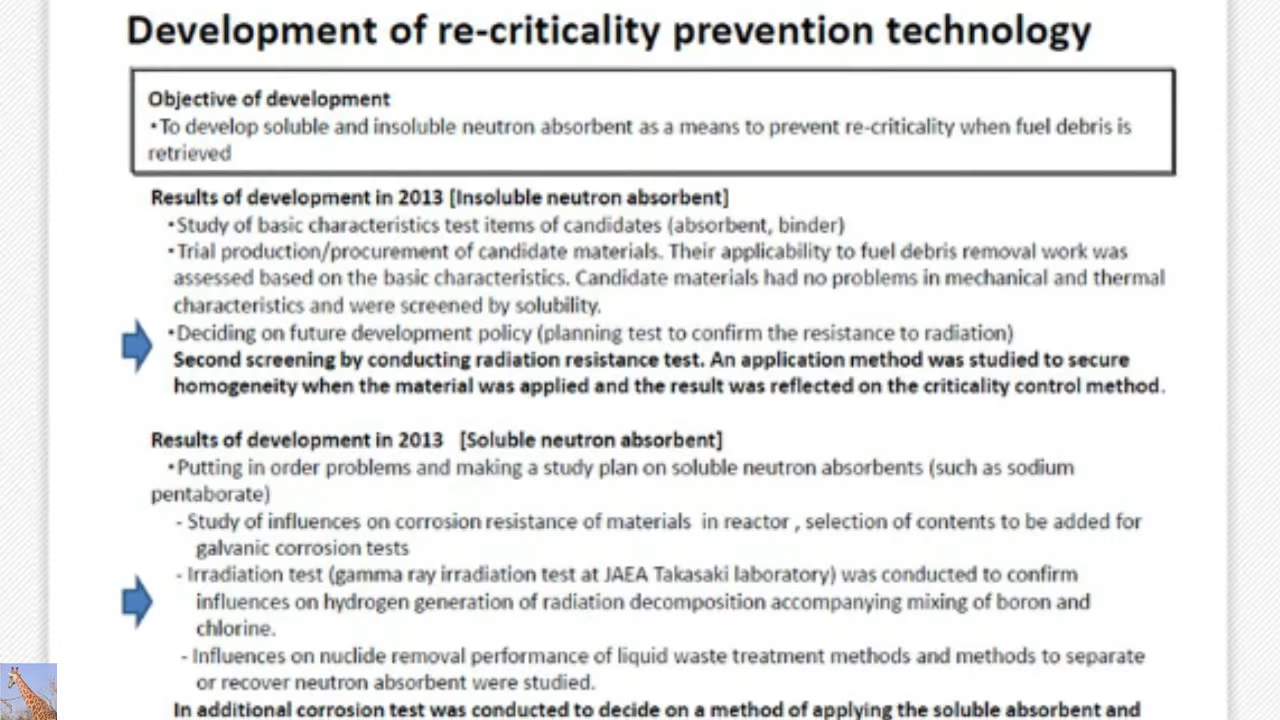 Development of re-criticality prevention technology
Objective of development
•To develop soluble and insoluble neutron absorbent as a means to prevent re-criticality when fuel debris is
retrieved
Results of development in 2013 [Insoluble neutron absorbent]
•Study of basic characteristics test items of candidates (absorbent, binder)
•Trial production/procurement of candidate materials. Their applicability to fuel debris removal work was
assessed based on the basic characteristics. Candidate materials had no problems in mechanical and thermal
characteristics and were screened by solubility.
•Deciding on future development policy (planning test to confirm the resistance to radiation)
Second screening by conducting radiation resistance test. An application method was studied to secure
homogeneity when the material was applied and the result was reflected on the criticality control method.
Results of development in 2013 [Soluble neutron absorbent]
•Putting in order problems and making a study plan on soluble neutron absorbents (such as sodium
pentaborate)
- Study of influences on corrosion resistance of materials in reactor , selection of contents to be added for
galvanic corrosion tests
- Irradiation test (gamma ray irradiation test at JAEA Takasaki laboratory) was conducted to confirm
influences on hydrogen generation of radiation decomposition accompanying mixing of boron and
chlorine.
- Influences on nuclide removal performance of liquid waste treatment methods and methods to separate
or recover neutron absorbent were studied.
In additional corrosion test was conducted to decide on a method of applying the soluble absorbent and